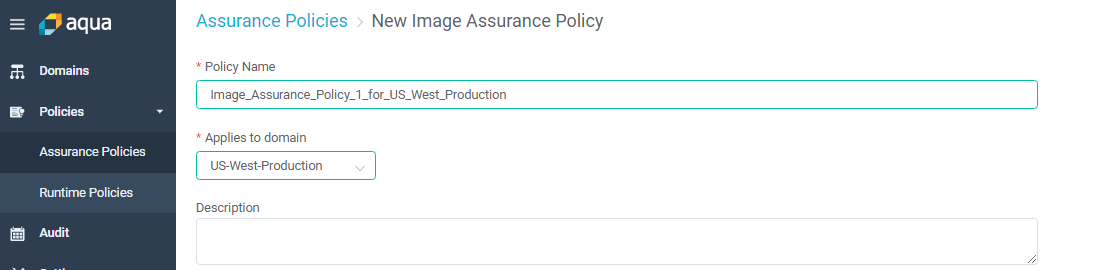 aqua
Domains
Policies
Assurance Policies
Runtime Policies
Audit
Assurance Policies > New Image Assurance Policy
* Policy Name
Image_Assurance_Policy_1_for_US_West_Production
* Applies to domain
US-West-Production
Description